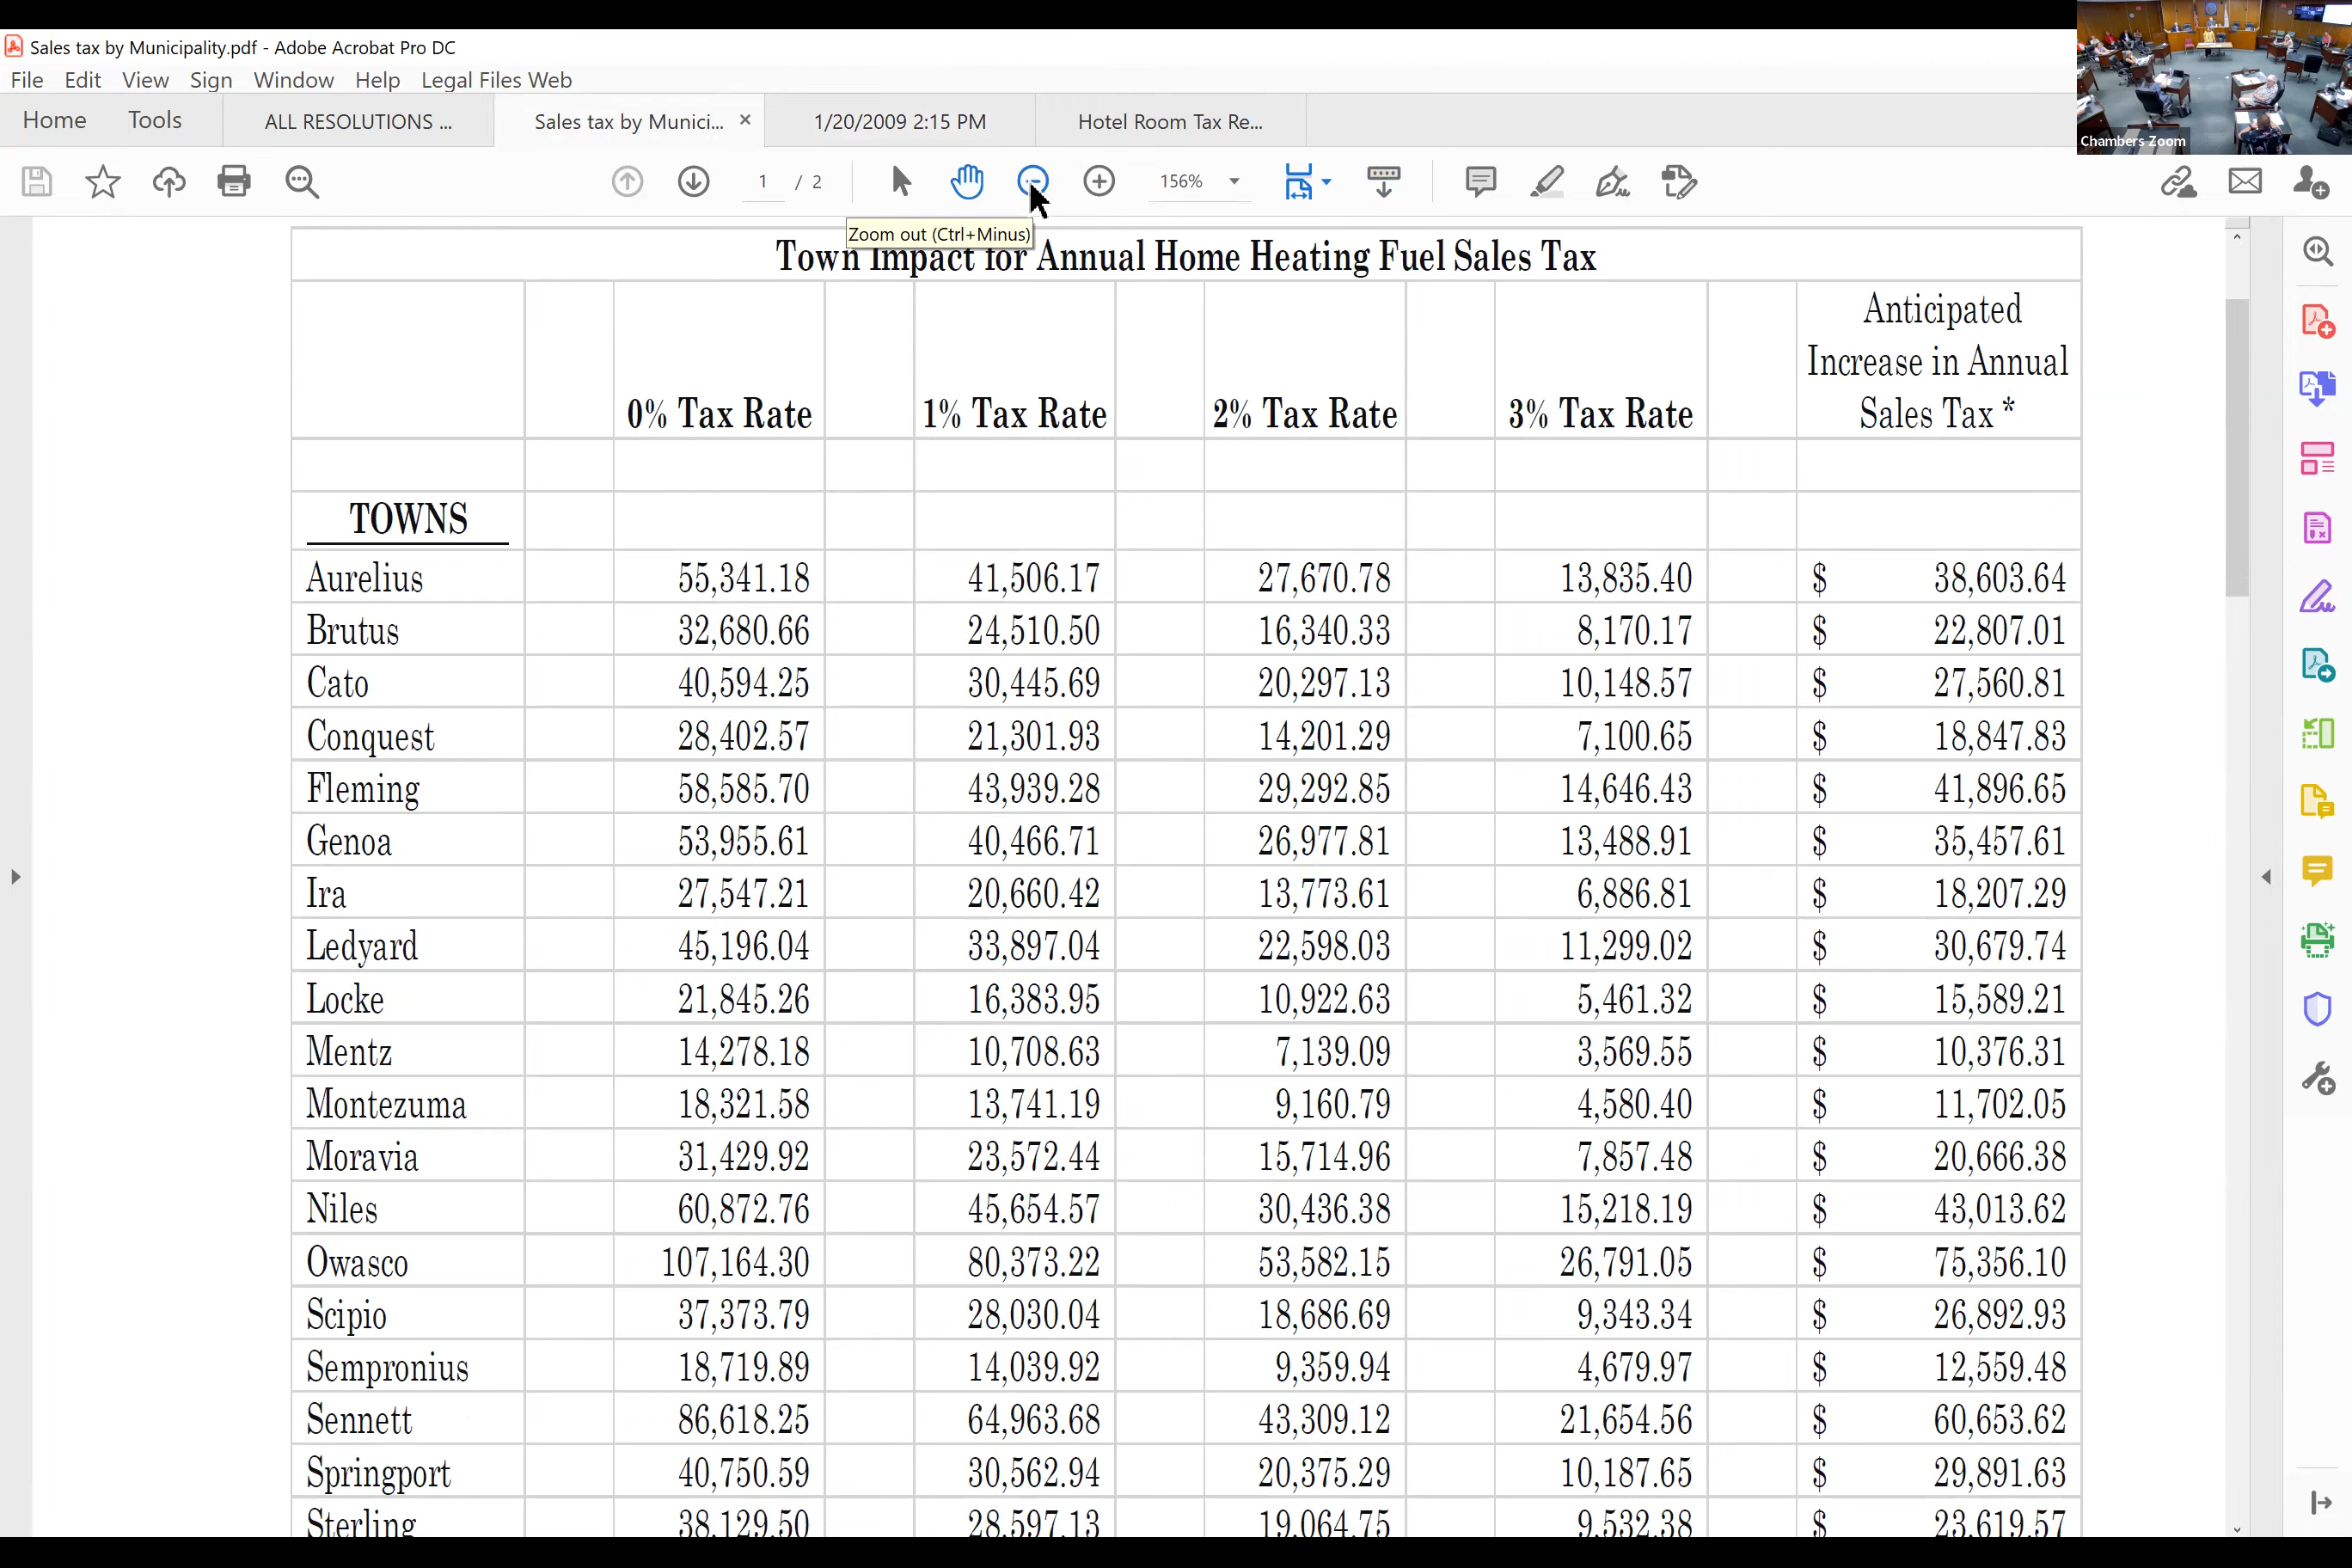 Sales tax by Municipality.pdf - Adobe Acrobat Pro DC
File Edit View Sign Window Help Legal Files Web
Home Tools ALL RESOLUTIONS ... Sales tax by Munici... × 1/20/2009 2:15 PM Hotel Room Tax Re...
Chambers Zoom
1 / 2 156%
Zoom out (Ctrl+Minus)
Town Impact for Annual Home Heating Fuel Sales Tax
Anticipated
Increase in Annual
0% Tax Rate 1% Tax Rate 2% Tax Rate 3% Tax Rate Sales Tax *
TOWNS
Aurelius 55,341.18 41,506.17 27,670.78 13,835.40 $ 38,603.64
Brutus 32,680.66 24,510.50 16,340.33 8,170.17 $ 22,807.01
Cato 40,594.25 30,445.69 20,297.13 10,148.57 $ 27,560.81
Conquest 28,402.57 21,301.93 14,201.29 7,100.65 $ 18,847.83
Fleming 58,585.70 43,939.28 29,292.85 14,646.43 $ 41,896.65
Genoa 53,955.61 40,466.71 26,977.81 13,488.91 $ 35,457.61
Ira 27,547.21 20,660.42 13,773.61 6,886.81 $ 18,207.29
Ledyard 45,196.04 33,897.04 22,598.03 11,299.02 $ 30,679.74
Locke 21,845.26 16,383.95 10,922.63 5,461.32 $ 15,589.21
Mentz 14,278.18 10,708.63 7,139.09 3,569.55 $ 10,376.31
Montezuma 18,321.58 13,741.19 9,160.79 4,580.40 $ 11,702.05
Moravia 31,429.92 23,572.44 15,714.96 7,857.48 $ 20,666.38
Niles 60,872.76 45,654.57 30,436.38 15,218.19 $ 43,013.62
Owasco 107,164.30 80,373.22 53,582.15 26,791.05 $ 75,356.10
Scipio 37,373.79 28,030.04 18,686.69 9,343.34 $ 26,892.93
Sempronius 18,719.89 14,039.92 9,359.94 4,679.97 $ 12,559.48
Sennett 86,618.25 64,963.68 43,309.12 21,654.56 $ 60,653.62
Springport 40,750.59 30,562.94 20,375.29 10,187.65 $ 29,891.63
Sterling 38,129.50 28,597.13 19,064.75 9,532.38 $ 23,619.57